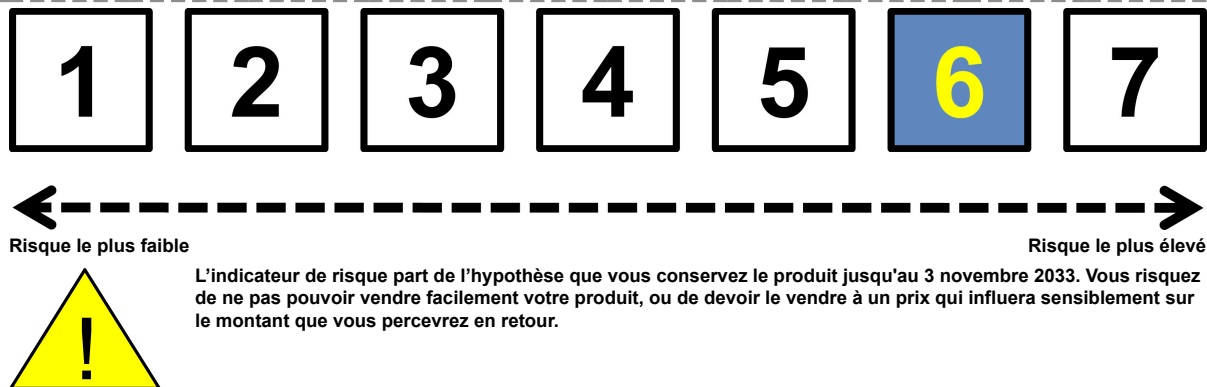 1 2 3 4 5 6 7
Risque le plus faible Risque le plus élevé
L’indicateur de risque part de l’hypothèse que vous conservez le produit jusqu'au 3 novembre 2033. Vous risquez
de ne pas pouvoir vendre facilement votre produit, ou de devoir le vendre à un prix qui influera sensiblement sur
le montant que vous percevrez en retour.
!